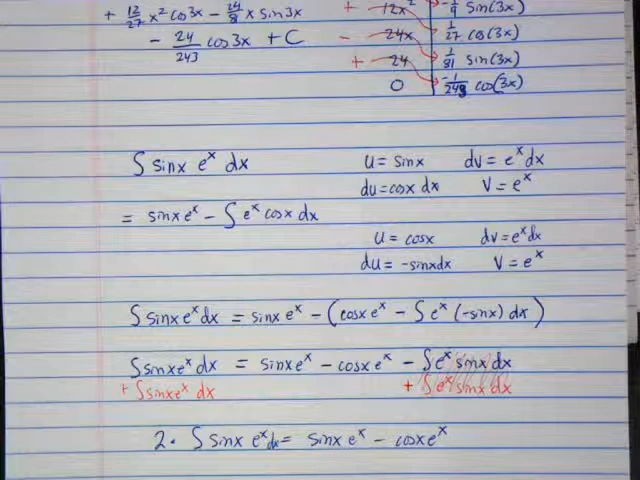 + 12/27 x² cos3x − 24/81 x sin3x
− 24/243 cos3x + C
+ 12x² −1/9 sin(3x)
− 24x 1/27 cos(3x)
+ 24 1/81 sin(3x)
0 −1/243 cos(3x)
∫ sinx eˣ dx u = sinx dv = eˣ dx
du = cosx dx v = eˣ
= sinx eˣ − ∫ eˣ cosx dx
u = cosx dv = eˣ dx
du = −sinx dx v = eˣ
∫ sinx eˣ dx = sinx eˣ − (cosx eˣ − ∫ eˣ (−sinx) dx)
∫ sinx eˣ dx = sinx eˣ − cosx eˣ − ∫ eˣ sinx dx
+ ∫ sinx eˣ dx + ∫ eˣ sinx dx
2 · ∫ sinx eˣ dx = sinx eˣ − cosx eˣ